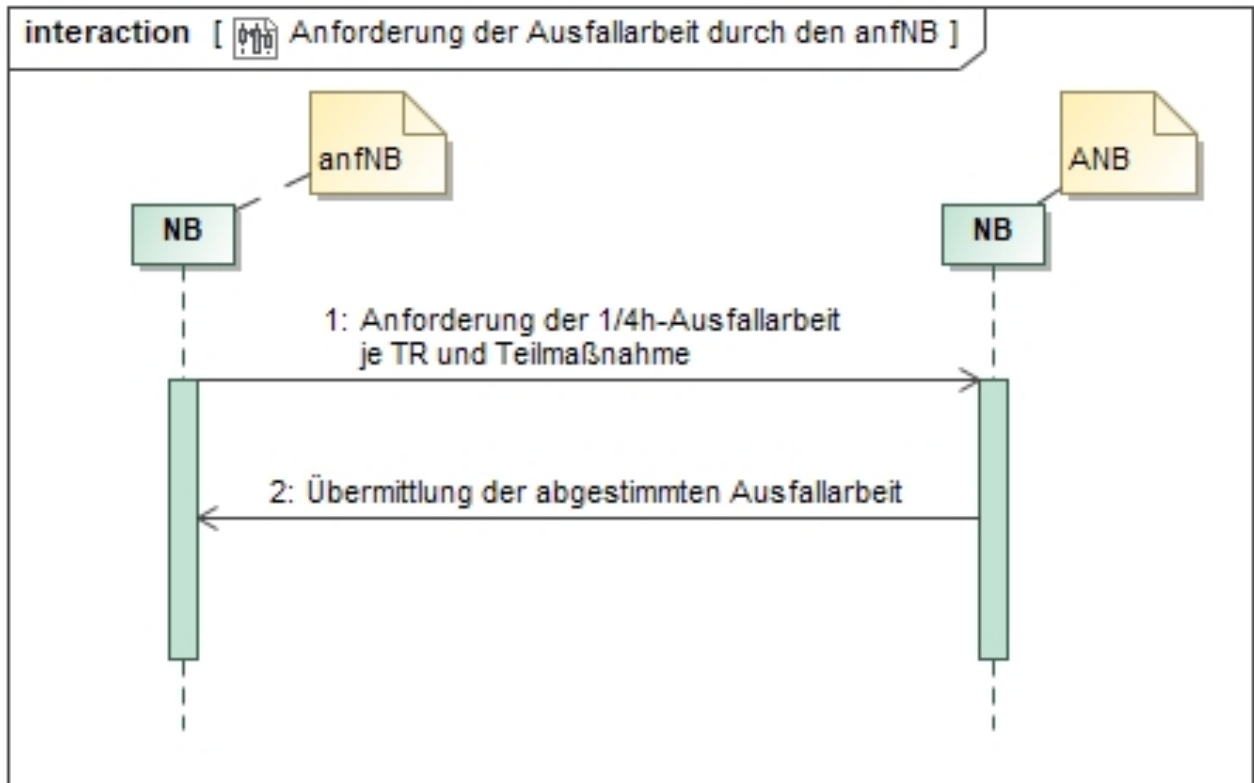 interaction [ Anforderung der Ausfallarbeit durch den anfNB ]
anfNB
ANB
NB
NB
1: Anforderung der 1/4h-Ausfallarbeit
je TR und Teilmaßnahme
2: Übermittlung der abgestimmten Ausfallarbeit